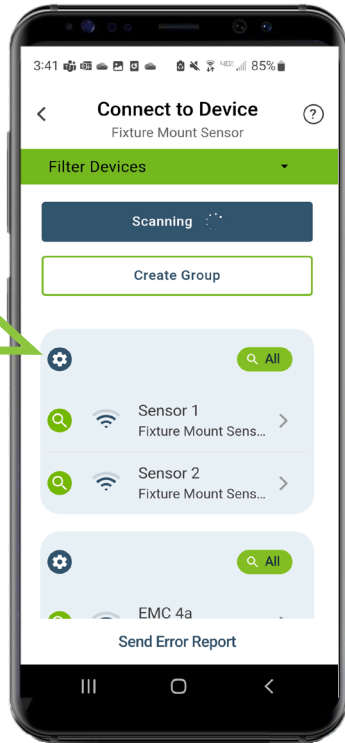 3:41 4GE 85%
Connect to Device ?
Fixture Mount Sensor
Filter Devices
Scanning
Create Group
All
Sensor 1
Fixture Mount Sens...
Sensor 2
Fixture Mount Sens...
All
EMC 4a
Send Error Report